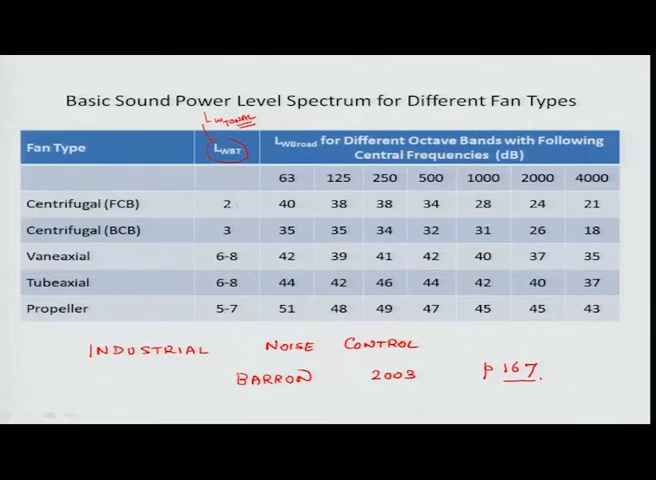 Basic Sound Power Level Spectrum for Different Fan Types
LWTONAL
Fan Type LWBT LWBroad for Different Octave Bands with Following Central Frequencies (dB)
63 125 250 500 1000 2000 4000
Centrifugal (FCB) 2 40 38 38 34 28 24 21
Centrifugal (BCB) 3 35 35 34 32 31 26 18
Vaneaxial 6-8 42 39 41 42 40 37 35
Tubeaxial 6-8 44 42 46 44 42 40 37
Propeller 5-7 51 48 49 47 45 45 43
INDUSTRIAL NOISE CONTROL
BARRON 2003 p 167.